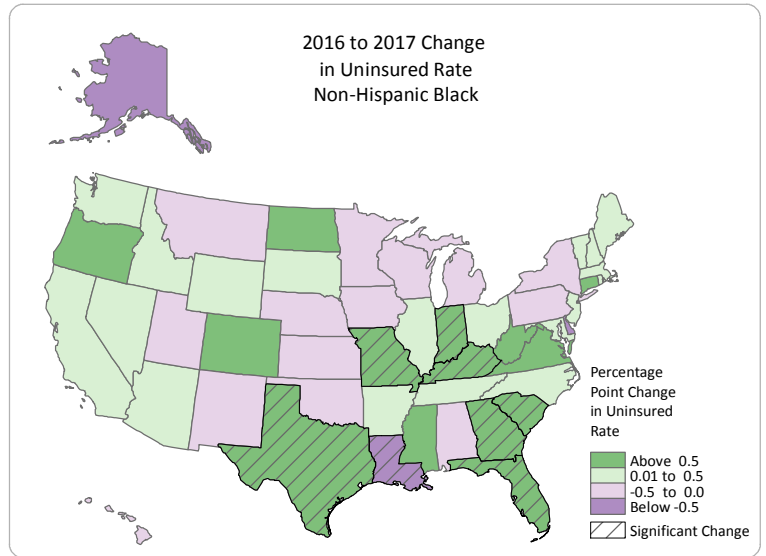 2016 to 2017 Change
in Uninsured Rate
Non-Hispanic Black
Percentage
Point Change
in Uninsured
Rate
Above 0.5
0.01 to 0.5
-0.5 to 0.0
Below -0.5
Significant Change